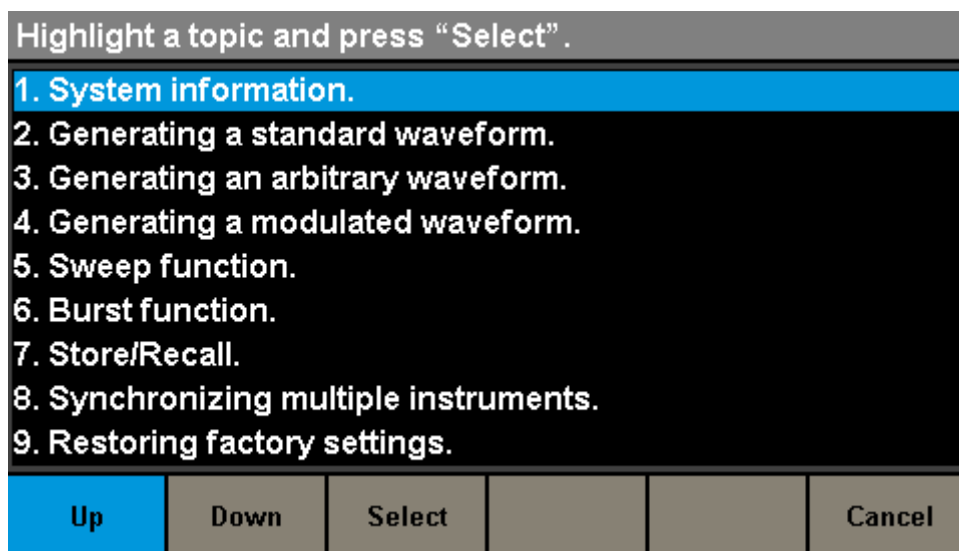 Highlight a topic and press “Select”.
1. System information.
2. Generating a standard waveform.
3. Generating an arbitrary waveform.
4. Generating a modulated waveform.
5. Sweep function.
6. Burst function.
7. Store/Recall.
8. Synchronizing multiple instruments.
9. Restoring factory settings.
Up Down Select Cancel